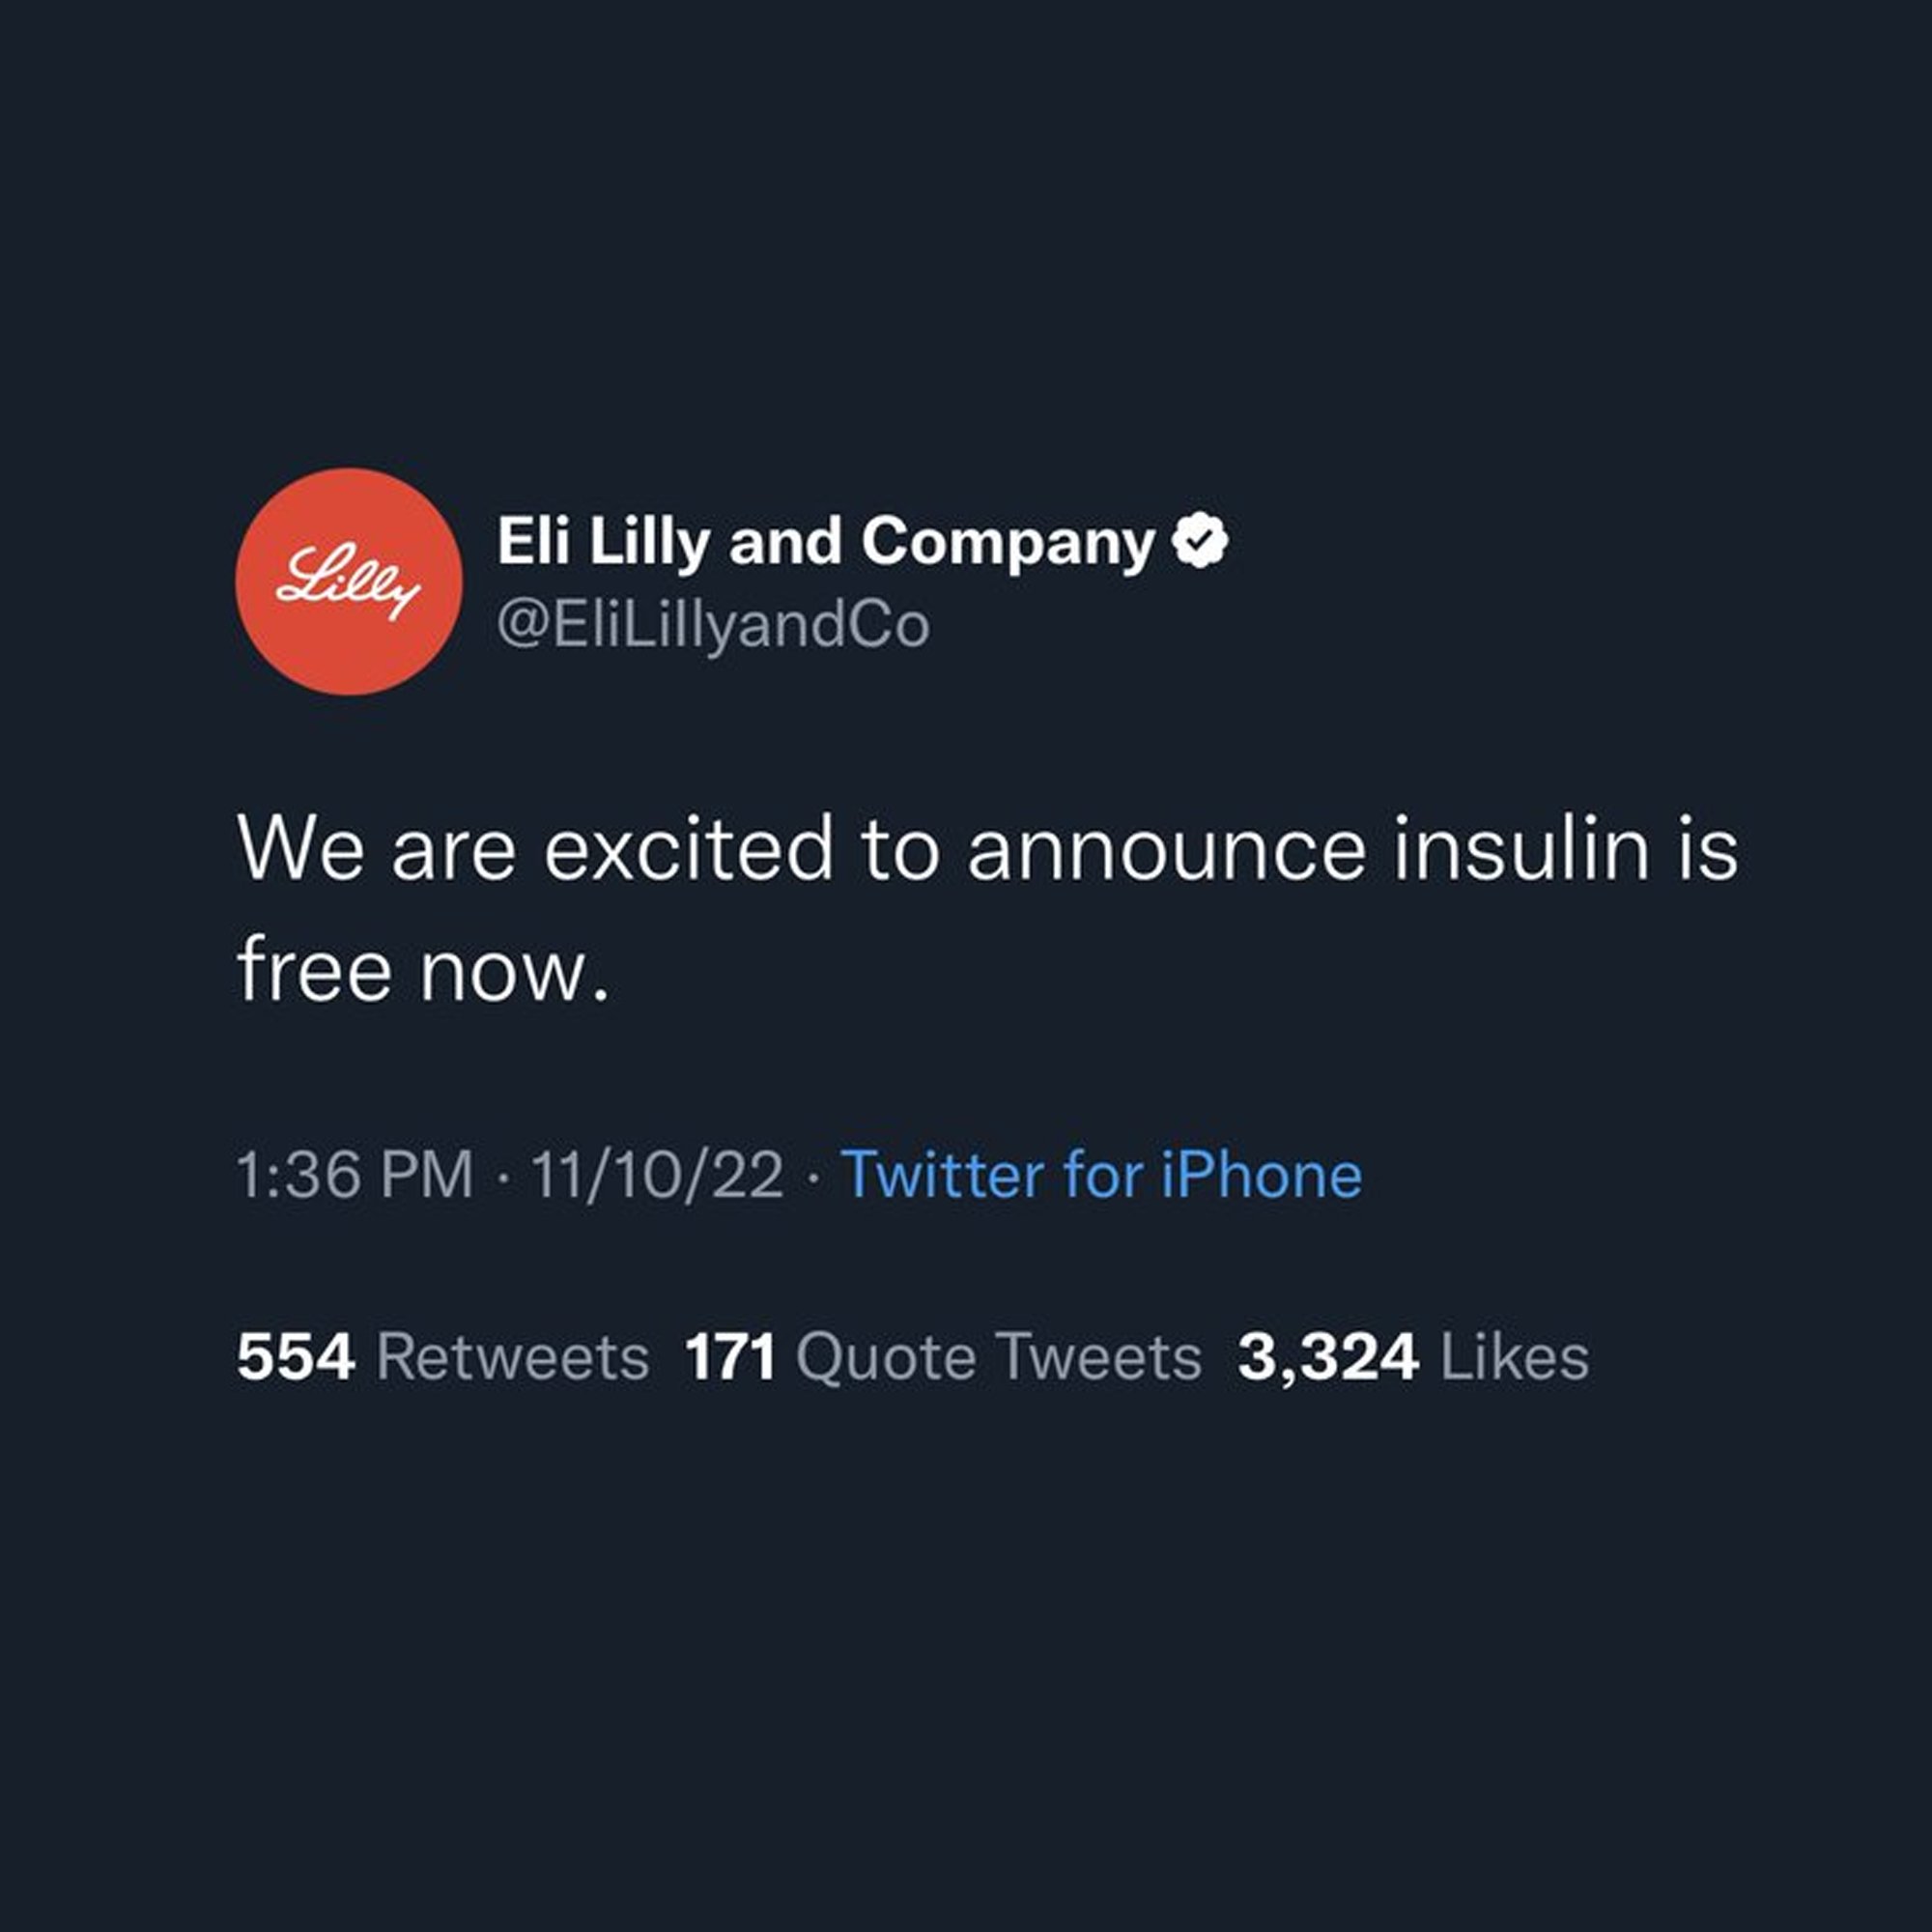 Lilly
Eli Lilly and Company
@EliLillyandCo
We are excited to announce insulin is
free now.
1:36 PM · 11/10/22 · Twitter for iPhone
554 Retweets 171 Quote Tweets 3,324 Likes